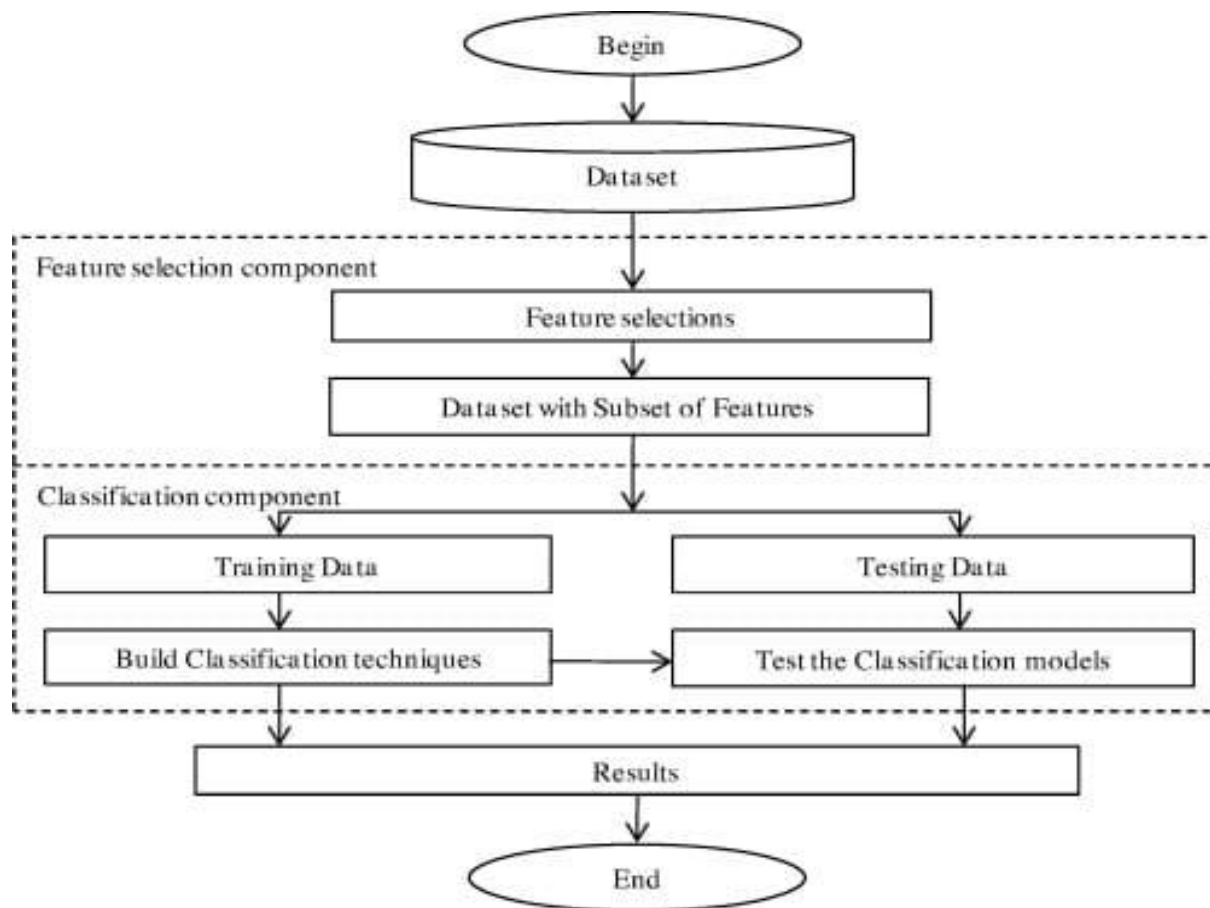 Begin
Dataset
Feature selection component
Feature selections
Dataset with Subset of Features
Classification component
Training Data
Testing Data
Build Classification techniques
Test the Classification models
Results
End